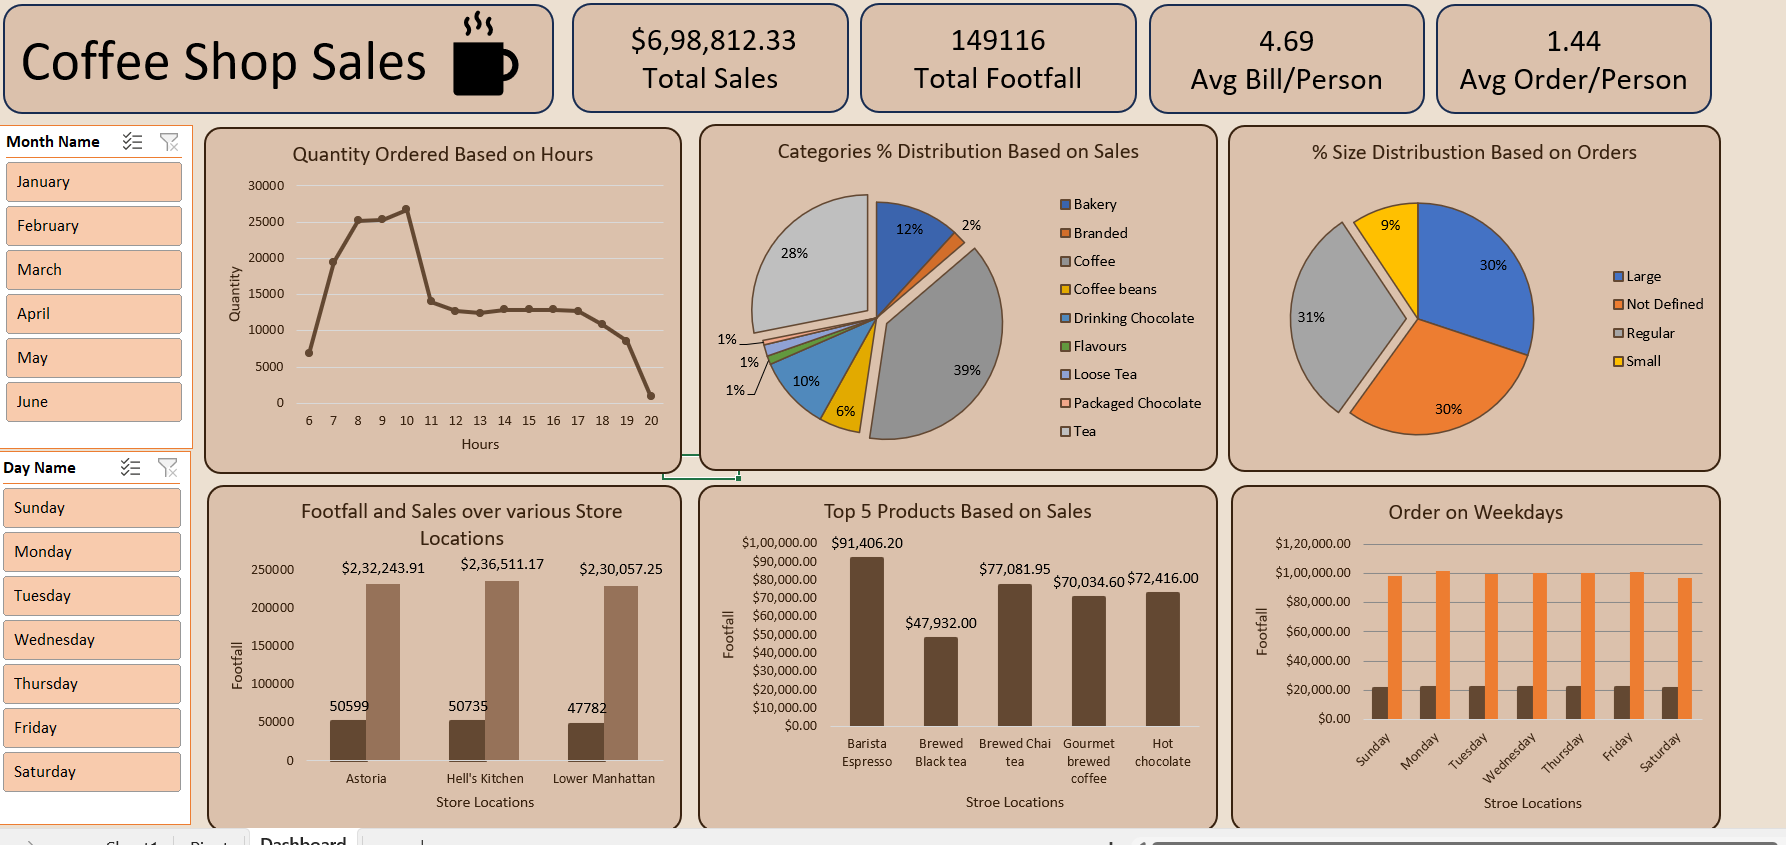 Coffee Shop Sales
$6,98,812.33
Total Sales
149116
Total Footfall
4.69
Avg Bill/Person
1.44
Avg Order/Person
Month Name
January
February
March
April
May
June
Day Name
Sunday
Monday
Tuesday
Wednesday
Thursday
Friday
Saturday
Quantity Ordered Based on Hours
Quantity
30000
25000
20000
15000
10000
5000
0
6 7 8 9 10 11 12 13 14 15 16 17 18 19 20
Hours
Categories % Distribution Based on Sales
12%
2%
39%
6%
10%
1%
1%
1%
28%
Bakery
Branded
Coffee
Coffee beans
Drinking Chocolate
Flavours
Loose Tea
Packaged Chocolate
Tea
% Size Distribustion Based on Orders
30%
30%
31%
9%
Large
Not Defined
Regular
Small
Footfall and Sales over various Store
Locations
Footfall
250000
200000
150000
100000
50000
0
$2,32,243.91
$2,36,511.17
$2,30,057.25
50599
50735
47782
Astoria
Hell's Kitchen
Lower Manhattan
Store Locations
Top 5 Products Based on Sales
Footfall
$1,00,000.00
$90,000.00
$80,000.00
$70,000.00
$60,000.00
$50,000.00
$40,000.00
$30,000.00
$20,000.00
$10,000.00
$0.00
$91,406.20
$47,932.00
$77,081.95
$70,034.60
$72,416.00
Barista
Espresso
Brewed
Black tea
Brewed Chai
tea
Gourmet
brewed
coffee
Hot
chocolate
Stroe Locations
Order on Weekdays
Footfall
$1,20,000.00
$1,00,000.00
$80,000.00
$60,000.00
$40,000.00
$20,000.00
$0.00
Sunday
Monday
Tuesday
Wednesday
Thursday
Friday
Saturday
Stroe Locations
Dashboard